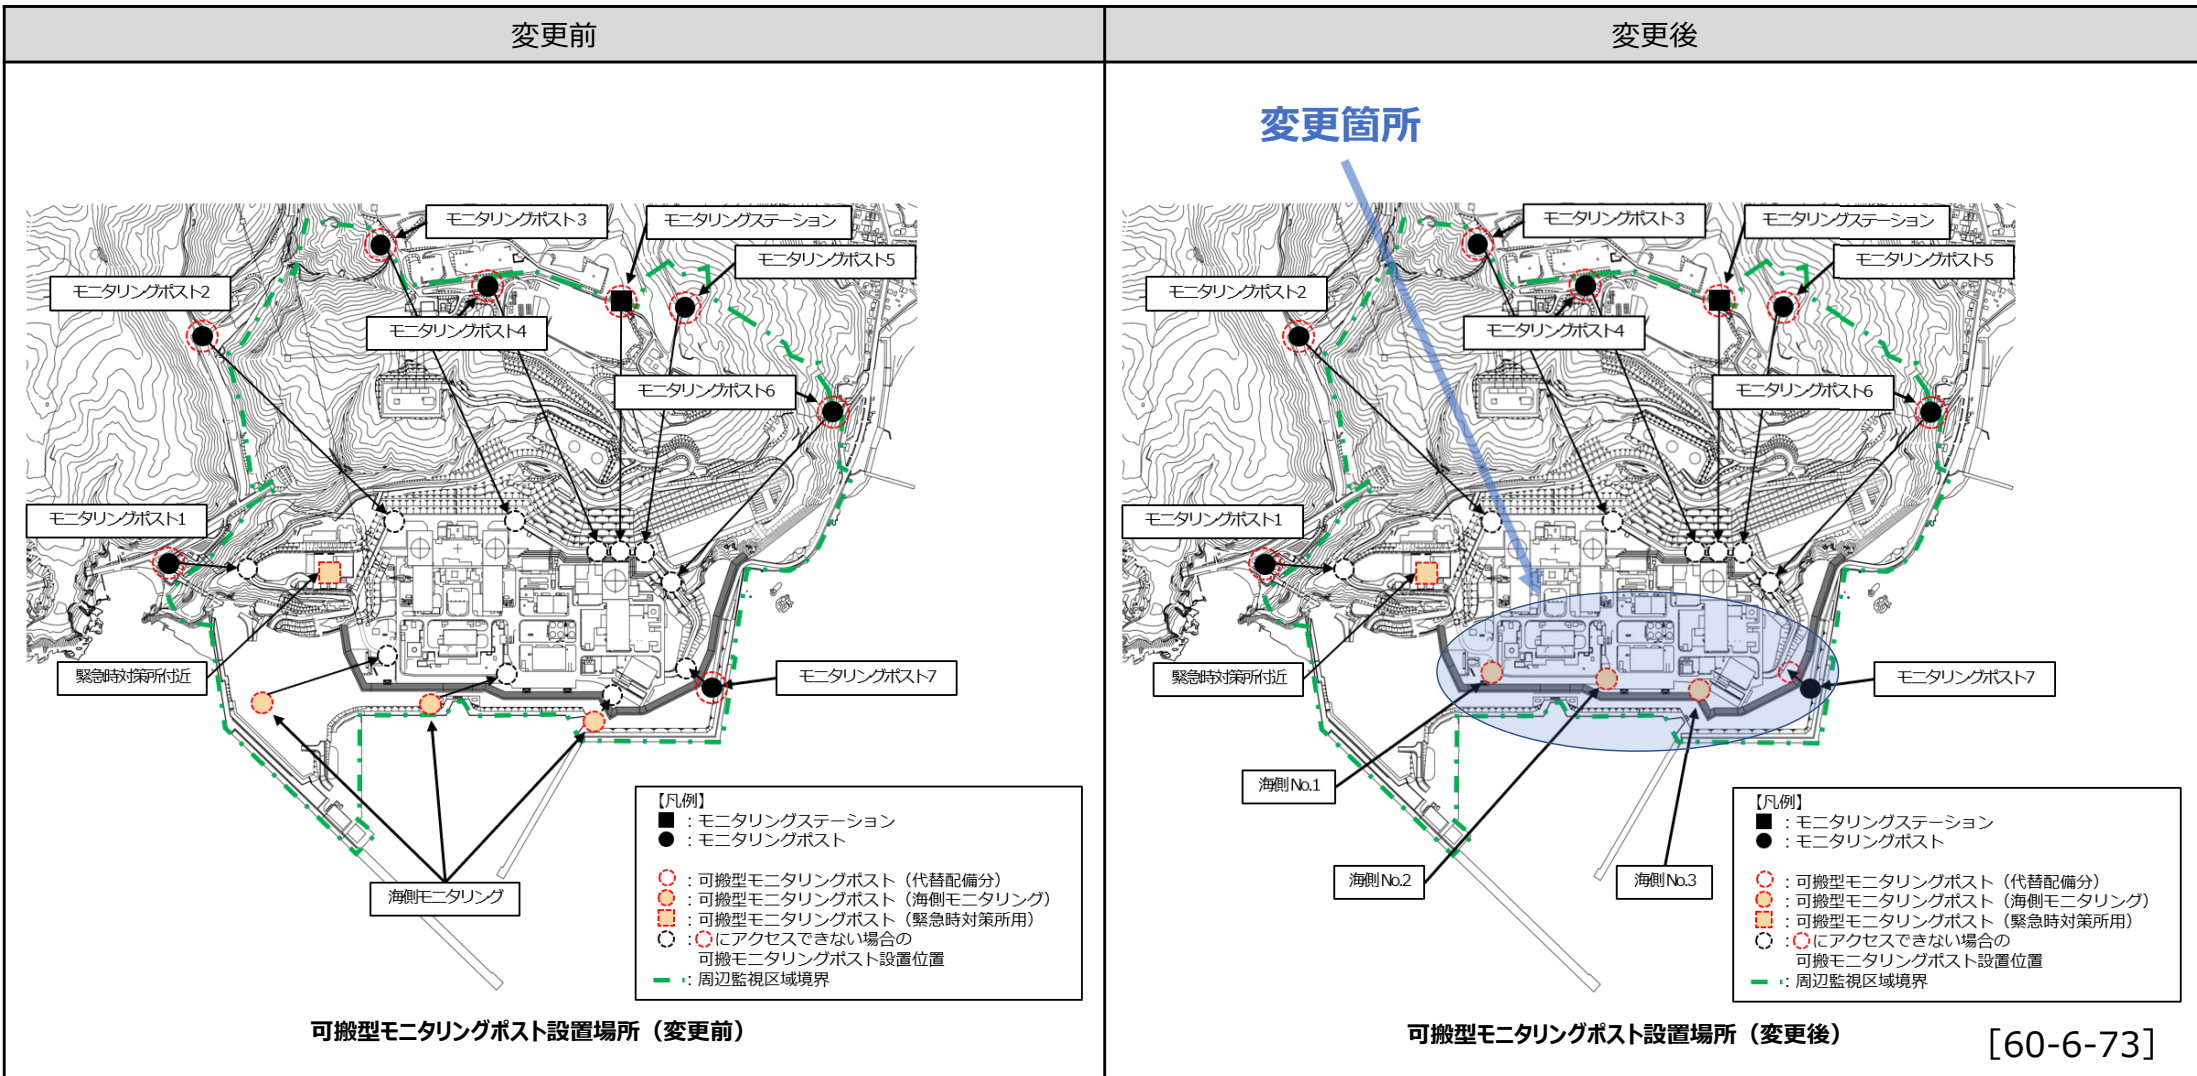 変更前
変更後
モニタリングポスト3
モニタリングステーション
モニタリングポスト5
モニタリングポスト2
モニタリングポスト4
モニタリングポスト6
モニタリングポスト1
緊急時対策所付近
モニタリングポスト7
海側モニタリング
【凡例】
:モニタリングステーション
:モニタリングポスト
:可搬型モニタリングポスト（代替配備分）
:可搬型モニタリングポスト（海側モニタリング）
:可搬型モニタリングポスト（緊急時対策所用）
:にアクセスできない場合の
可搬モニタリングポスト設置位置
:周辺監視区域境界
可搬型モニタリングポスト設置場所（変更前）
変更箇所
モニタリングポスト3
モニタリングステーション
モニタリングポスト5
モニタリングポスト2
モニタリングポスト4
モニタリングポスト6
モニタリングポスト1
緊急時対策所付近
モニタリングポスト7
海側No.1
海側No.2
海側No.3
【凡例】
:モニタリングステーション
:モニタリングポスト
:可搬型モニタリングポスト（代替配備分）
:可搬型モニタリングポスト（海側モニタリング）
:可搬型モニタリングポスト（緊急時対策所用）
:にアクセスできない場合の
可搬モニタリングポスト設置位置
:周辺監視区域境界
可搬型モニタリングポスト設置場所（変更後）
[60-6-73]